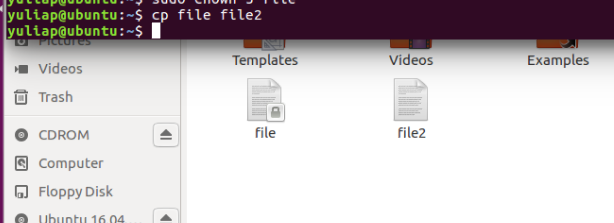 yuliap@ubuntu:~$ sudo chown 5 file
yuliap@ubuntu:~$ cp file file2
yuliap@ubuntu:~$
Pictures
Videos
Trash
CDROM
Computer
Floppy Disk
Ubuntu 16.04 ...
Templates
Videos
Examples
file
file2